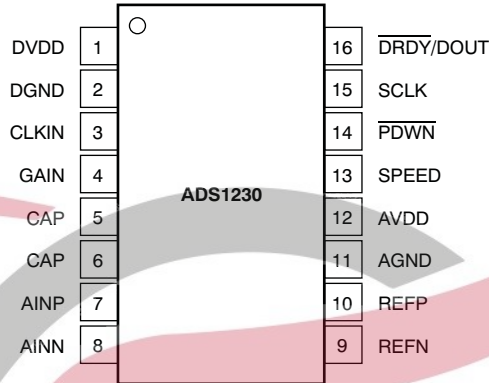 DVDD 1 16 DRDY/DOUT
DGND 2 15 SCLK
CLKIN 3 14 PDWN
GAIN 4 13 SPEED
ADS1230
CAP 5 12 AVDD
CAP 6 11 AGND
AINP 7 10 REFP
AINN 8 9 REFN